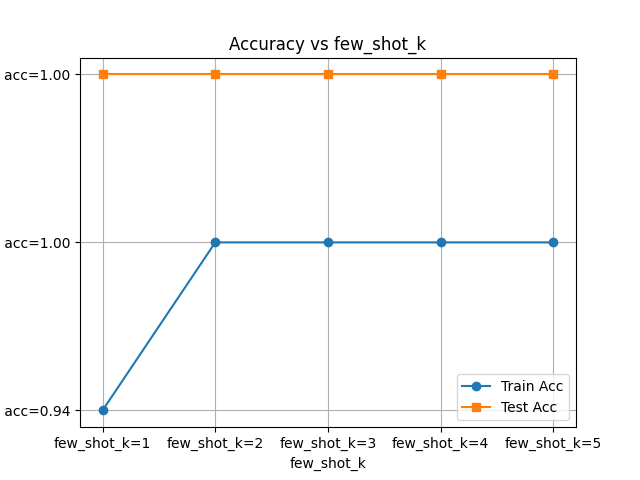 Accuracy vs few_shot_k
acc=1.00
acc=1.00
acc=0.94
Train Acc
Test Acc
few_shot_k=1 few_shot_k=2 few_shot_k=3 few_shot_k=4 few_shot_k=5
few_shot_k